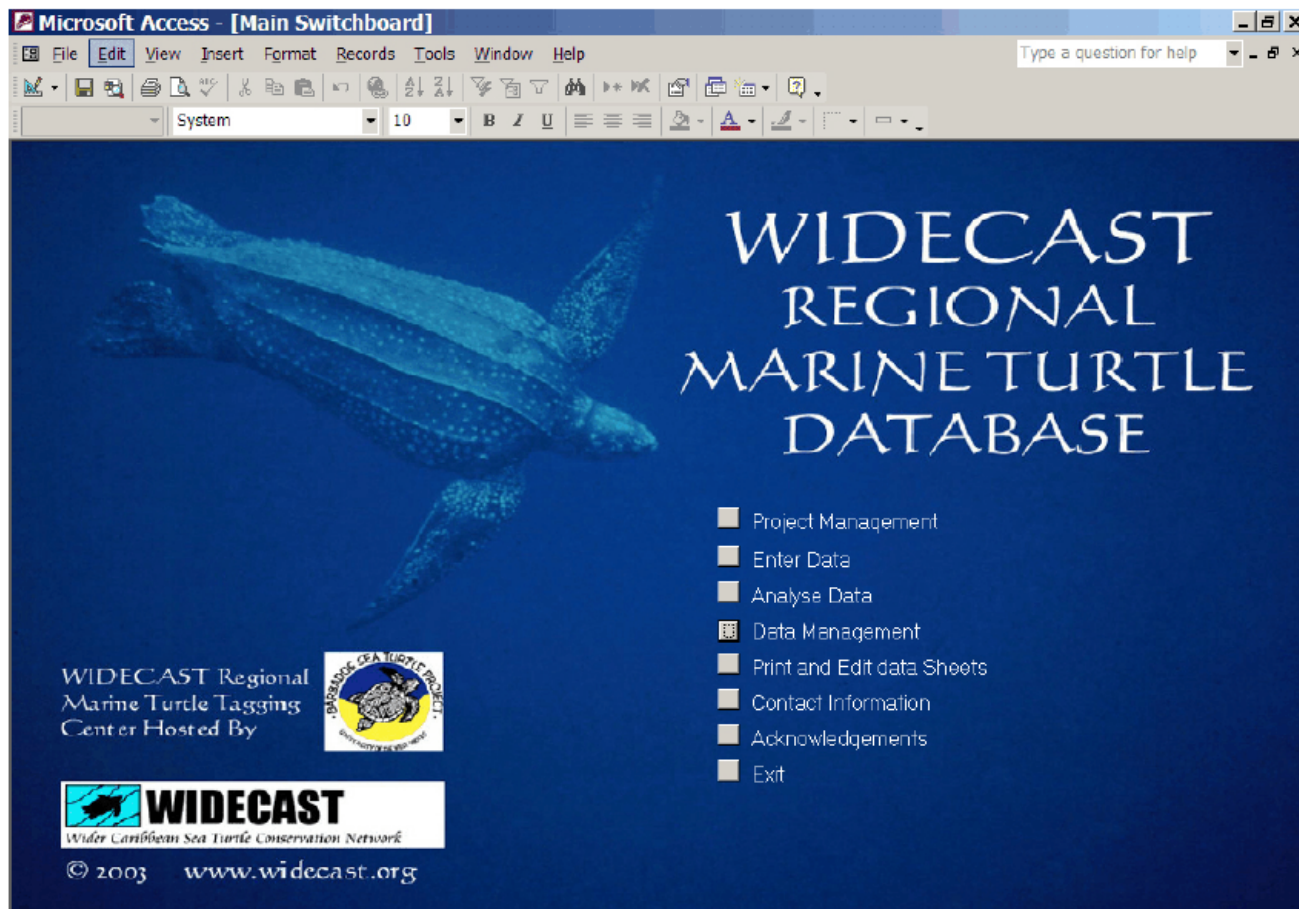 Microsoft Access - [Main Switchboard]
File Edit View Insert Format Records Tools Window Help
Type a question for help
System 10 B I U A
WIDECAST
REGIONAL
MARINE TURTLE
DATABASE
Project Management
Enter Data
Analyse Data
Data Management
Print and Edit data Sheets
Contact Information
Acknowledgements
Exit
WIDECAST Regional
Marine Turtle Tagging
Center Hosted By
BARBADOS SEA TURTLE PROJECT
WIDECAST
Wider Caribbean Sea Turtle Conservation Network
© 2003 www.widecast.org